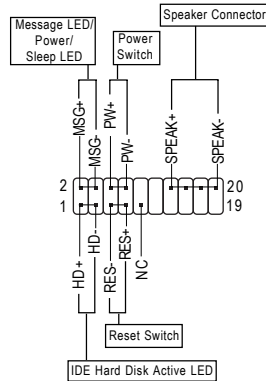 Speaker Connector
Message LED/
Power/
Sleep LED
Power
Switch
MSG+
MSG-
PW+
PW-
SPEAK+
SPEAK-
2
20
1
19
HD+
HD-
RES-
RES+
NC
Reset Switch
IDE Hard Disk Active LED